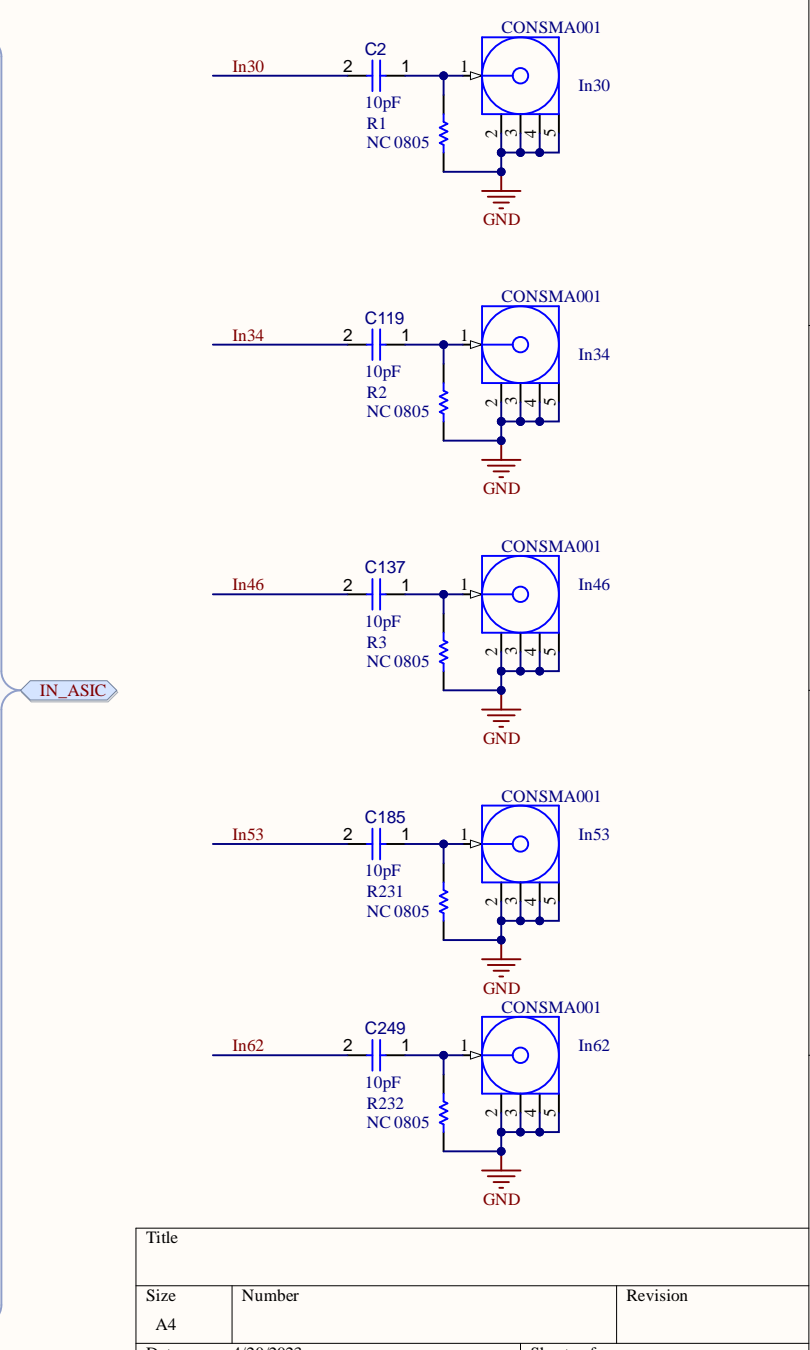 CONSMA001
C2
In30 2 1 1
In30
10pF
R1
NC 0805
2 3 4 5
GND
CONSMA001
C119
In34 2 1 1
In34
10pF
R2
NC 0805
2 3 4 5
GND
CONSMA001
C137
In46 2 1 1
In46
10pF
R3
NC 0805
2 3 4 5
GND
IN_ASIC
CONSMA001
C185
In53 2 1 1
In53
10pF
R231
NC 0805
2 3 4 5
GND
CONSMA001
C249
In62 2 1 1
In62
10pF
R232
NC 0805
2 3 4 5
GND
Title
Size Number Revision
A4